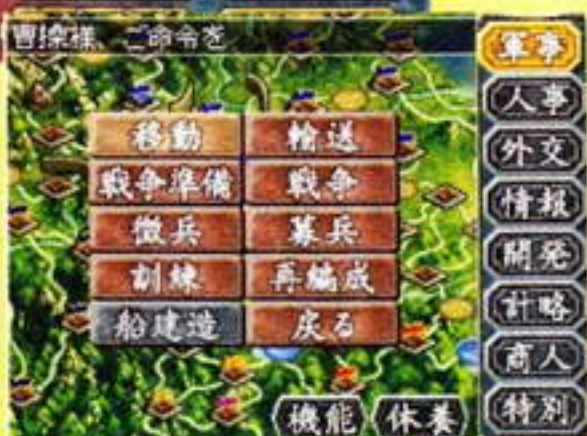 曹操様、ご命令を
軍事
移動 輸送
人事
戦争準備 戦争
外交
徴兵 募兵
情報
訓練 再編成
開発
船建造 戻る
計略
商人
機能 休養
特別